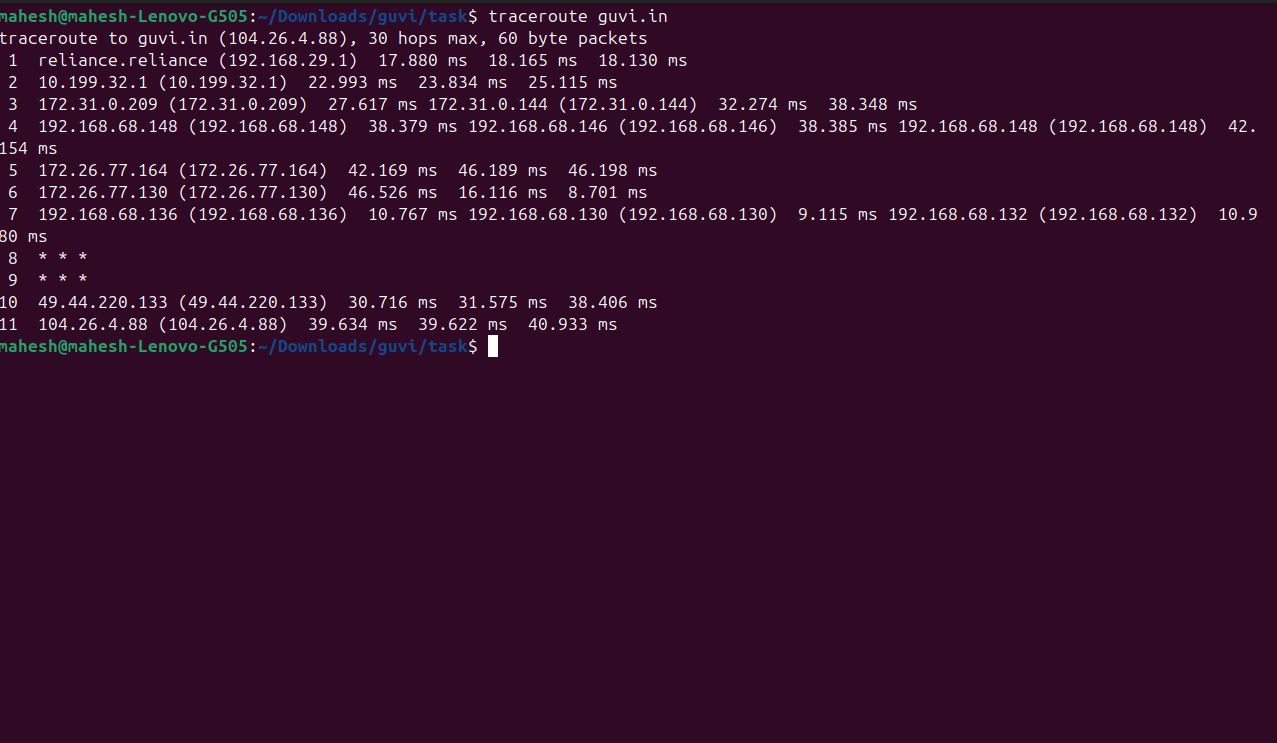 mahesh@mahesh-Lenovo-G505:~/Downloads/guvi/task$ traceroute guvi.in
traceroute to guvi.in (104.26.4.88), 30 hops max, 60 byte packets
 1  reliance.reliance (192.168.29.1)  17.880 ms  18.165 ms  18.130 ms
 2  10.199.32.1 (10.199.32.1)  22.993 ms  23.834 ms  25.115 ms
 3  172.31.0.209 (172.31.0.209)  27.617 ms 172.31.0.144 (172.31.0.144)  32.274 ms  38.348 ms
 4  192.168.68.148 (192.168.68.148)  38.379 ms 192.168.68.146 (192.168.68.146)  38.385 ms 192.168.68.148 (192.168.68.148)  42.
154 ms
 5  172.26.77.164 (172.26.77.164)  42.169 ms  46.189 ms  46.198 ms
 6  172.26.77.130 (172.26.77.130)  46.526 ms  16.116 ms  8.701 ms
 7  192.168.68.136 (192.168.68.136)  10.767 ms 192.168.68.130 (192.168.68.130)  9.115 ms 192.168.68.132 (192.168.68.132)  10.9
80 ms
 8  * * *
 9  * * *
10  49.44.220.133 (49.44.220.133)  30.716 ms  31.575 ms  38.406 ms
11  104.26.4.88 (104.26.4.88)  39.634 ms  39.622 ms  40.933 ms
mahesh@mahesh-Lenovo-G505:~/Downloads/guvi/task$